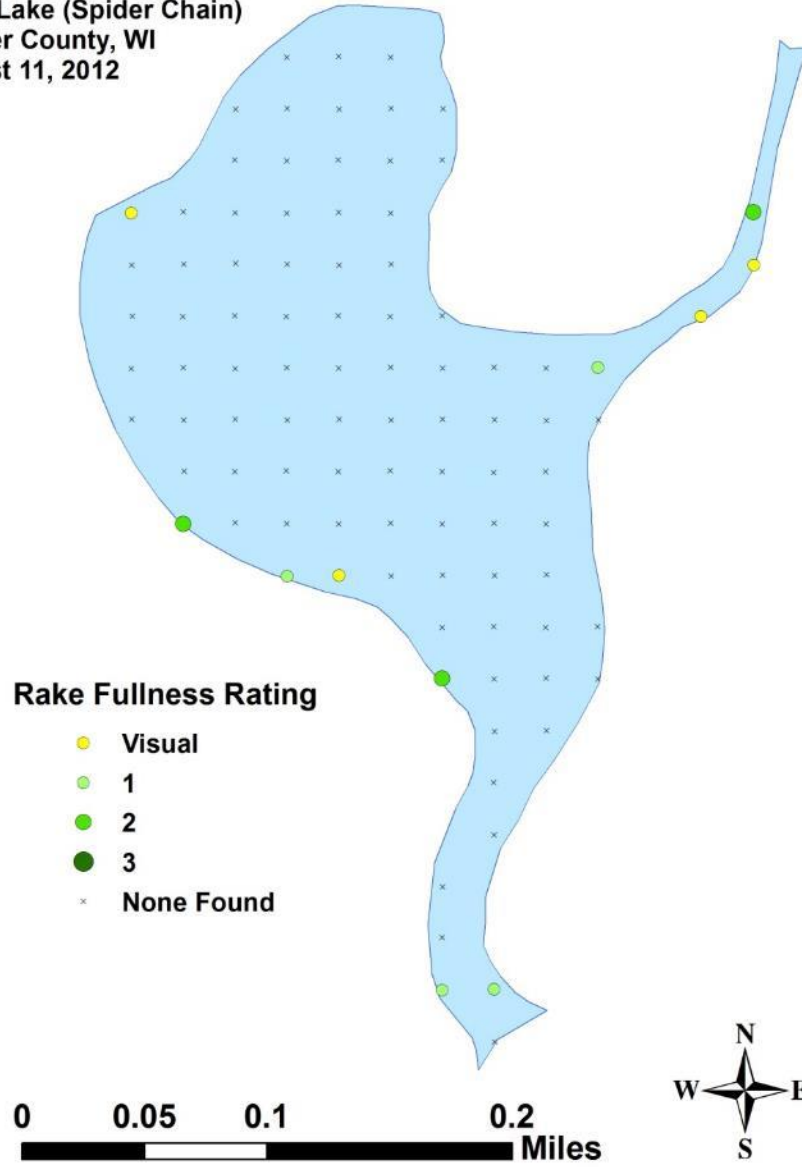 Lake (Spider Chain)
County, WI
11, 2012
Rake Fullness Rating
Visual
1
2
3
None Found
N
W E
S
0 0.05 0.1 0.2
Miles